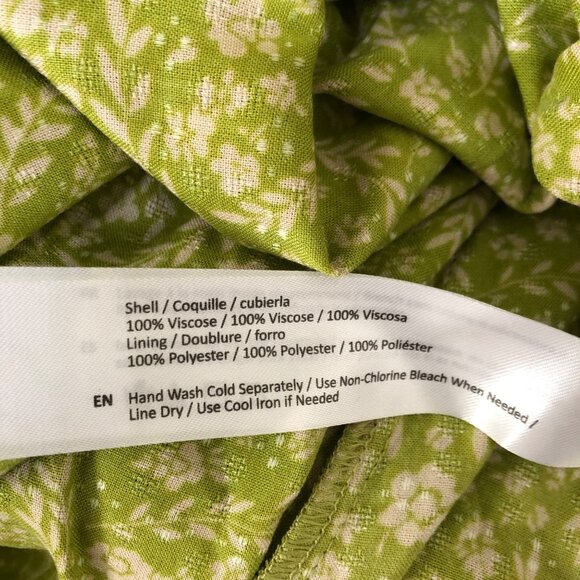 Shell / Coquille / cubierla
100% Viscose / 100% Viscose / 100% Viscosa
Lining / Doublure / forro
100% Polyester / 100% Polyester / 100% Poliéster
EN Hand Wash Cold Separately / Use Non-Chlorine Bleach When Needed /
Line Dry / Use Cool Iron if Needed